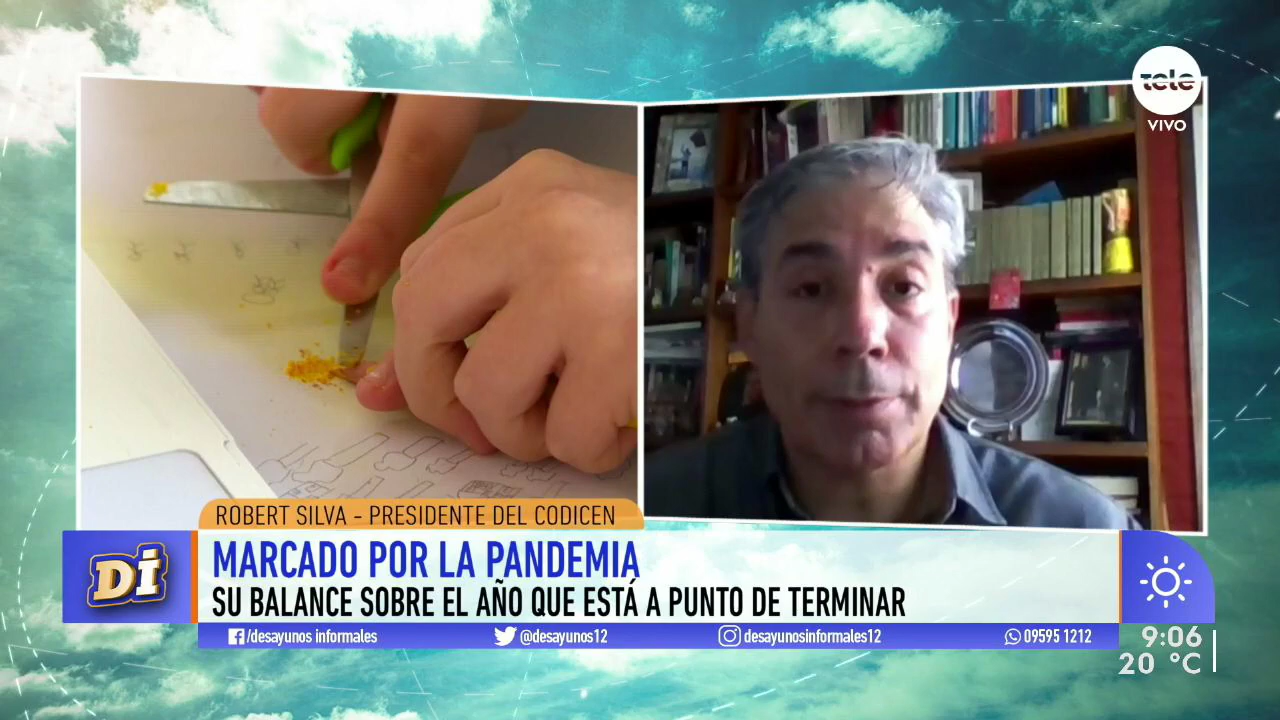 tele
VIVO
ROBERT SILVA - PRESIDENTE DEL CODICEN
Di
MARCADO POR LA PANDEMIA
SU BALANCE SOBRE EL AÑO QUE ESTÁ A PUNTO DE TERMINAR
/desayunos informales
@desayunos12
desayunosinformales12
09595 1212
9:06
20 °C